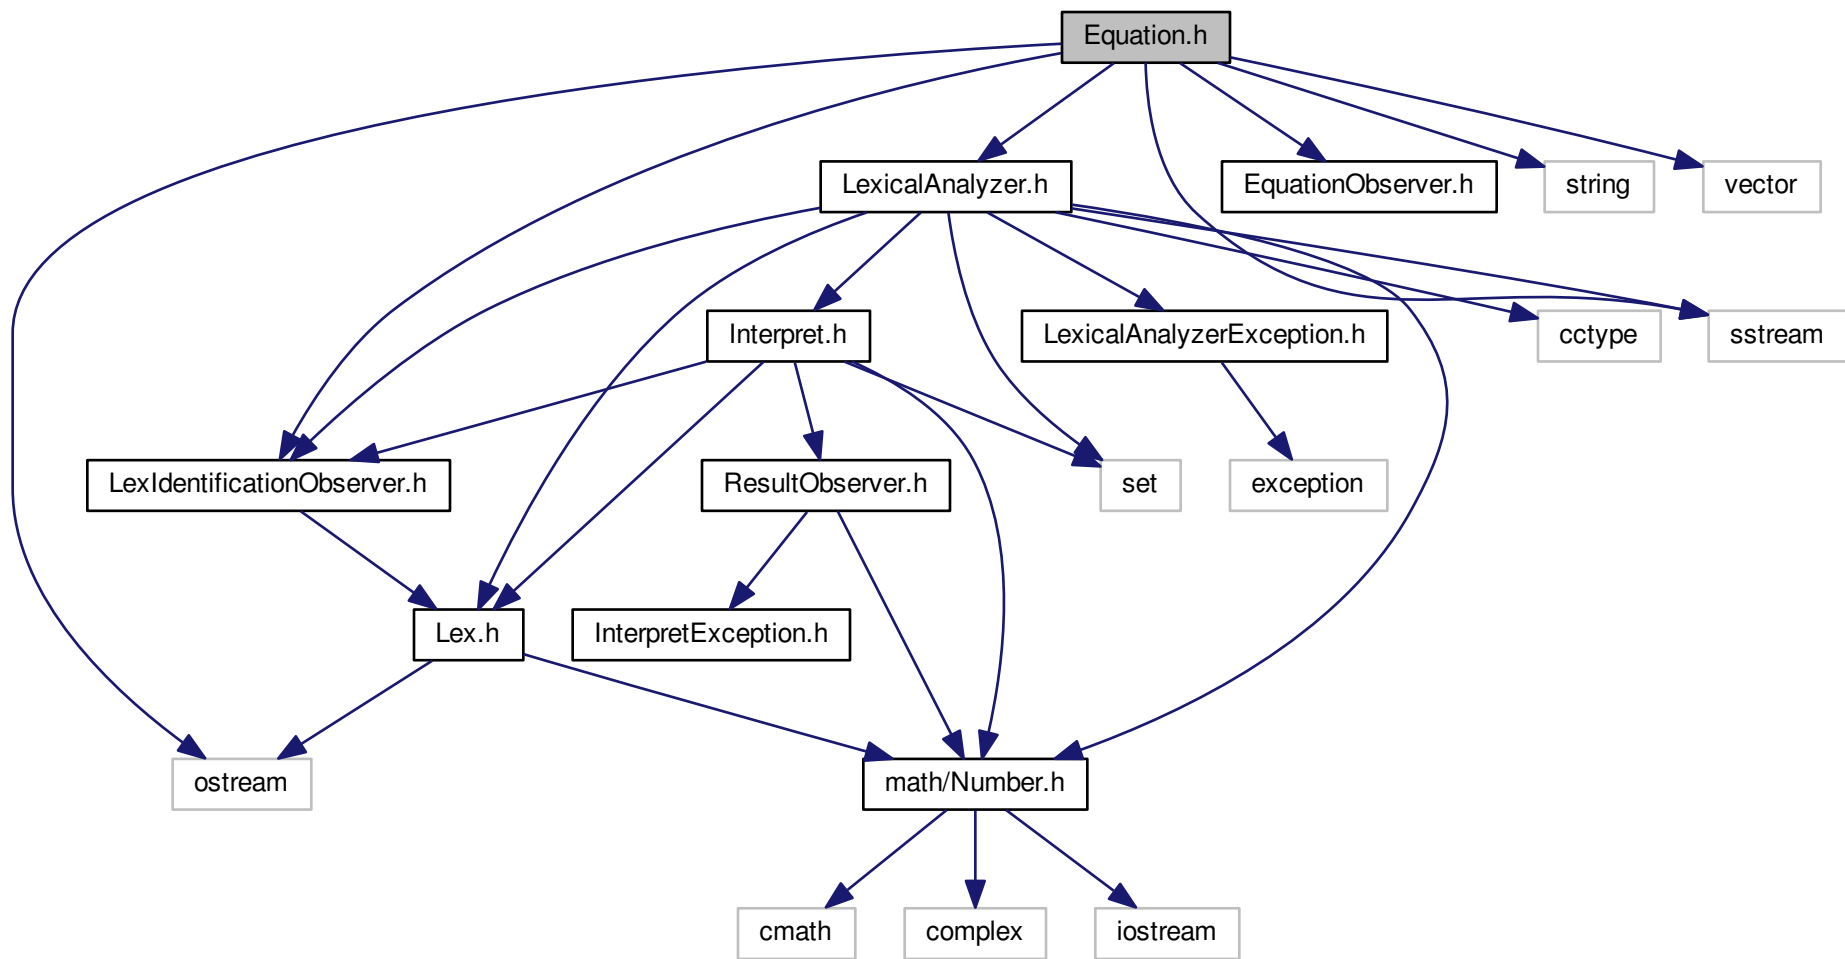 Equation.h
LexicalAnalyzer.h
EquationObserver.h
string
vector
Interpret.h
LexicalAnalyzerException.h
cctype
sstream
LexIdentificationObserver.h
ResultObserver.h
set
exception
Lex.h
InterpretException.h
ostream
math/Number.h
cmath
complex
iostream